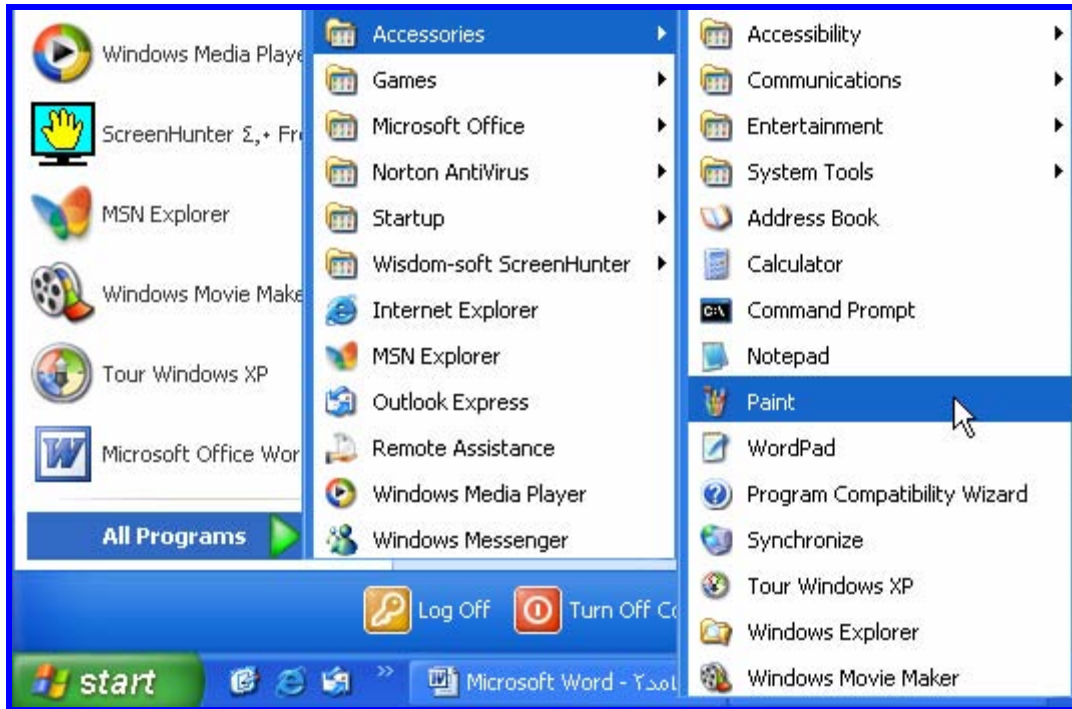 Windows Media Playe
ScreenHunter Σ,• Fr
MSN Explorer
Windows Movie Make
Tour Windows XP
Microsoft Office Wor
All Programs
Accessories
Games
Microsoft Office
Norton AntiVirus
Startup
Wisdom-soft ScreenHunter
Internet Explorer
MSN Explorer
Outlook Express
Remote Assistance
Windows Media Player
Windows Messenger
Accessibility
Communications
Entertainment
System Tools
Address Book
Calculator
Command Prompt
Notepad
Paint
WordPad
Program Compatibility Wizard
Synchronize
Tour Windows XP
Windows Explorer
Windows Movie Maker
Log Off
Turn Off Co
start
Microsoft Word -